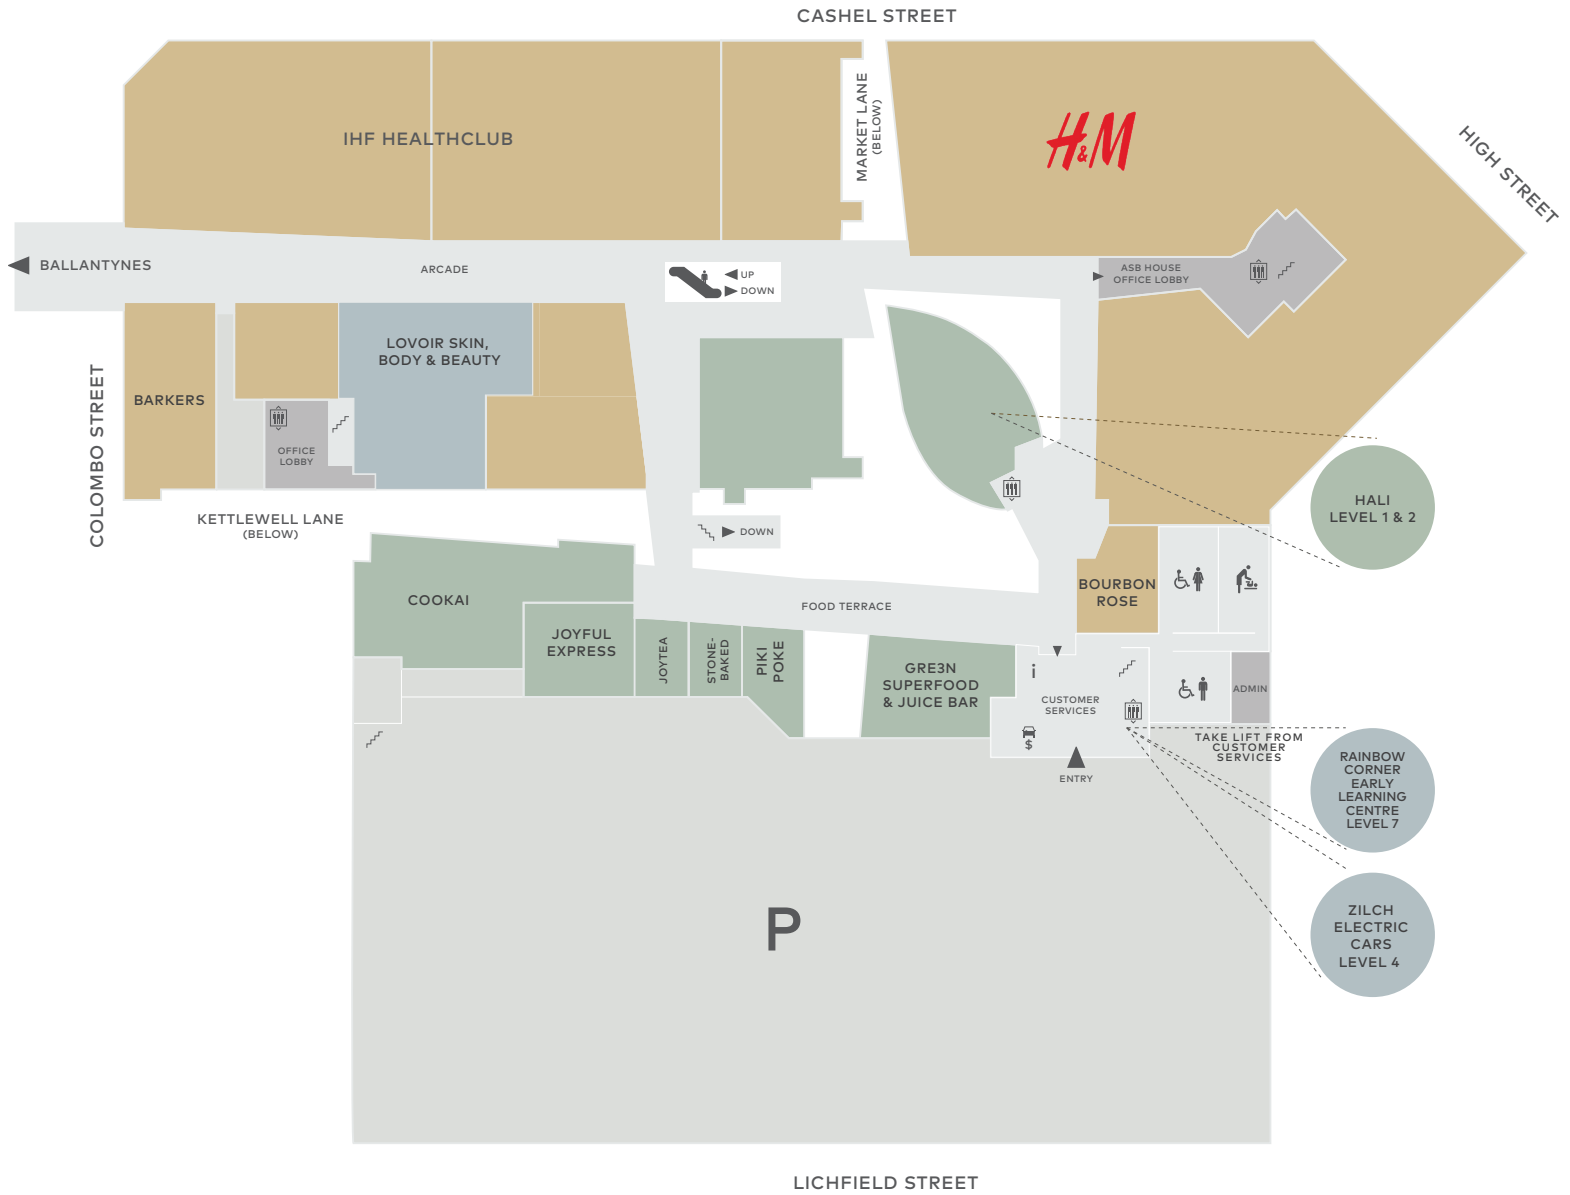 CASHEL STREET
IHF HEALTHCLUB
MARKET LANE
(BELOW)
H&M
HIGH STREET
BALLANTYNES
ARCADE
UP
DOWN
ASB HOUSE
OFFICE LOBBY
LOVOIR SKIN,
BODY & BEAUTY
BARKERS
COLOMBO STREET
OFFICE
LOBBY
HALI
LEVEL 1 & 2
KETTLEWELL LANE
(BELOW)
DOWN
COOKAI
JOYFUL
EXPRESS
JOYTEA
STONE-
BAKED
PIKI
POKE
FOOD TERRACE
BOURBON
ROSE
GRE3N
SUPERFOOD
& JUICE BAR
i
CUSTOMER
SERVICES
$
ADMIN
ENTRY
TAKE LIFT FROM
CUSTOMER
SERVICES
RAINBOW
CORNER
EARLY
LEARNING
CENTRE
LEVEL 7
P
ZILCH
ELECTRIC
CARS
LEVEL 4
LICHFIELD STREET